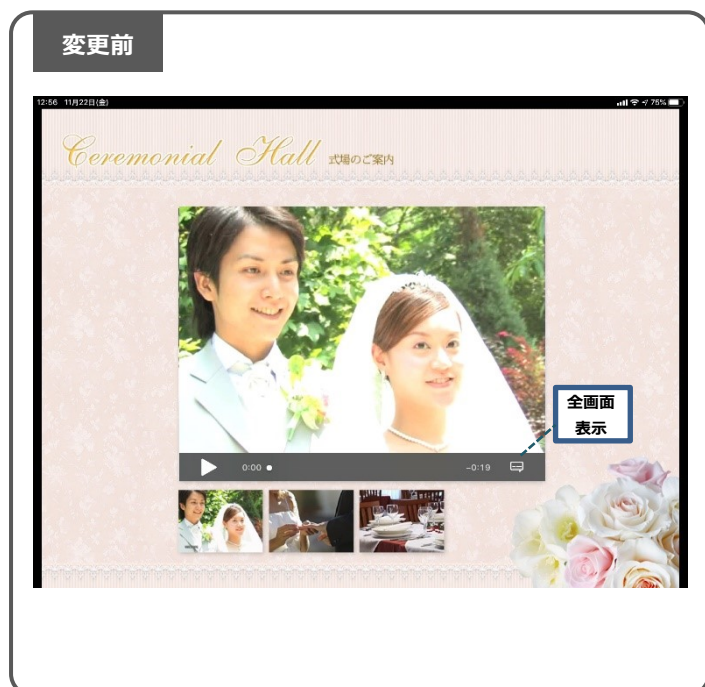 変更前
12:56 11月22日(金)
75%
Ceremonial Hall 式場のご案内
全画面
表示
0:00
-0:19